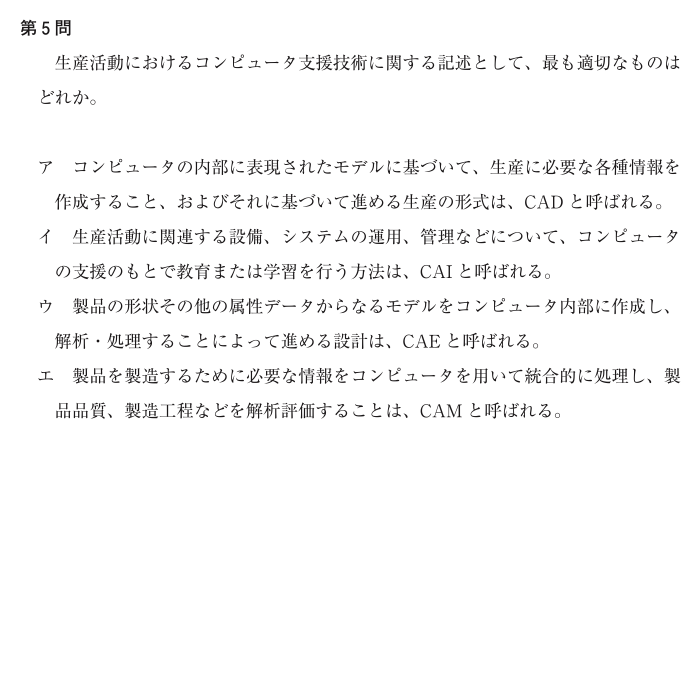 第5問
生産活動におけるコンピュータ支援技術に関する記述として、最も適切なものは
どれか。
ア　コンピュータの内部に表現されたモデルに基づいて、生産に必要な各種情報を
作成すること、およびそれに基づいて進める生産の形式は、CAD と呼ばれる。
イ　生産活動に関連する設備、システムの運用、管理などについて、コンピュータ
の支援のもとで教育または学習を行う方法は、CAI と呼ばれる。
ウ　製品の形状その他の属性データからなるモデルをコンピュータ内部に作成し、
解析・処理することによって進める設計は、CAE と呼ばれる。
エ　製品を製造するために必要な情報をコンピュータを用いて統合的に処理し、製
品品質、製造工程などを解析評価することは、CAM と呼ばれる。